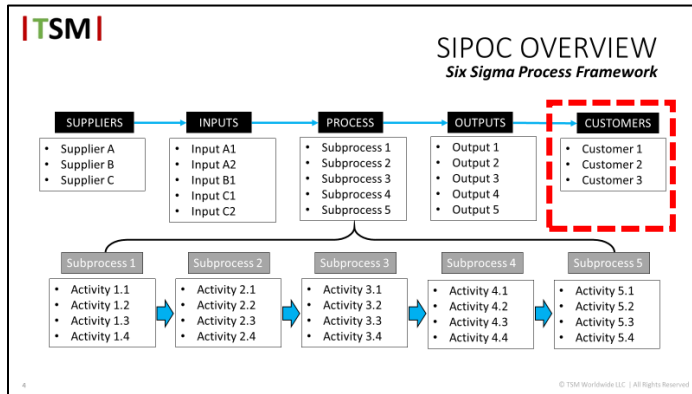 |TSM|
SIPOC OVERVIEW
Six Sigma Process Framework
SUPPLIERS
• Supplier A
• Supplier B
• Supplier C
INPUTS
• Input A1
• Input A2
• Input B1
• Input C1
• Input C2
PROCESS
• Subprocess 1
• Subprocess 2
• Subprocess 3
• Subprocess 4
• Subprocess 5
OUTPUTS
• Output 1
• Output 2
• Output 3
• Output 4
• Output 5
CUSTOMERS
• Customer 1
• Customer 2
• Customer 3
Subprocess 1
• Activity 1.1
• Activity 1.2
• Activity 1.3
• Activity 1.4
Subprocess 2
• Activity 2.1
• Activity 2.2
• Activity 2.3
• Activity 2.4
Subprocess 3
• Activity 3.1
• Activity 3.2
• Activity 3.3
• Activity 3.4
Subprocess 4
• Activity 4.1
• Activity 4.2
• Activity 4.3
• Activity 4.4
Subprocess 5
• Activity 5.1
• Activity 5.2
• Activity 5.3
• Activity 5.4
4
© TSM Worldwide LLC | All Rights Reserved